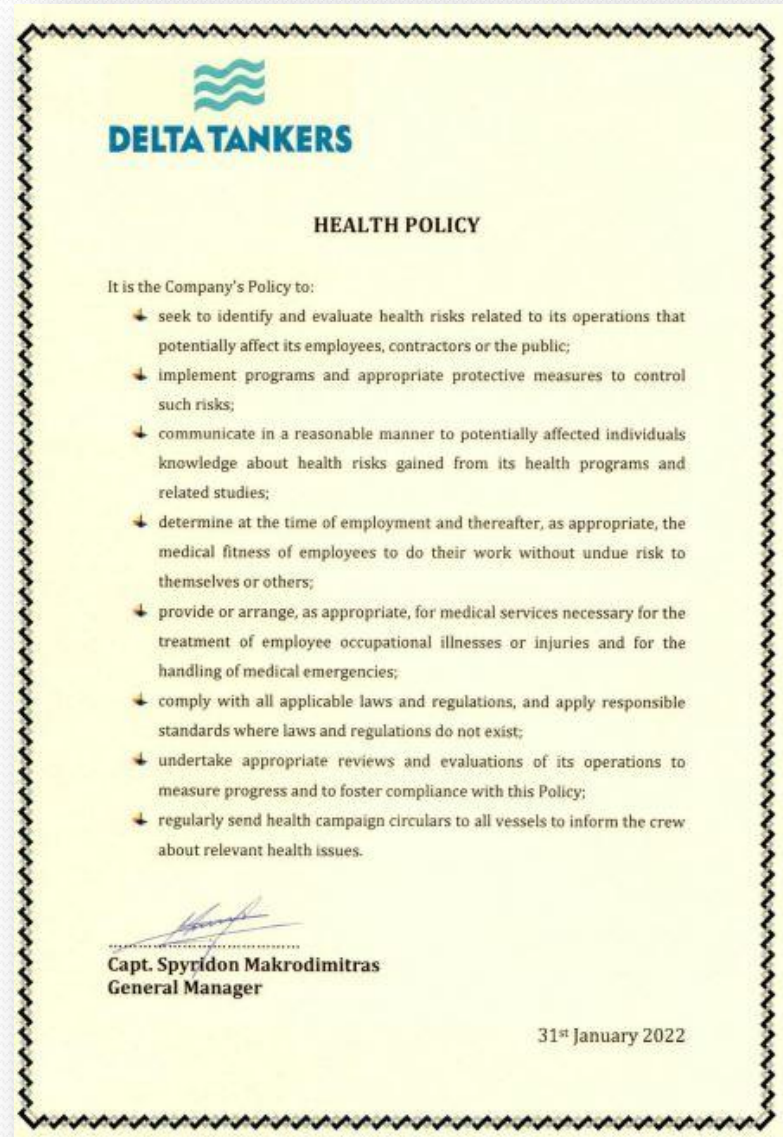 DELTA TANKERS
HEALTH POLICY
It is the Company's Policy to:
seek to identify and evaluate health risks related to its operations that
potentially affect its employees, contractors or the public;
implement programs and appropriate protective measures to control
such risks;
communicate in a reasonable manner to potentially affected individuals
knowledge about health risks gained from its health programs and
related studies;
determine at the time of employment and thereafter, as appropriate, the
medical fitness of employees to do their work without undue risk to
themselves or others;
provide or arrange, as appropriate, for medical services necessary for the
treatment of employee occupational illnesses or injuries and for the
handling of medical emergencies;
comply with all applicable laws and regulations, and apply responsible
standards where laws and regulations do not exist;
undertake appropriate reviews and evaluations of its operations to
measure progress and to foster compliance with this Policy;
regularly send health campaign circulars to all vessels to inform the crew
about relevant health issues.
Capt. Spyridon Makrodimitras
General Manager
31st January 2022